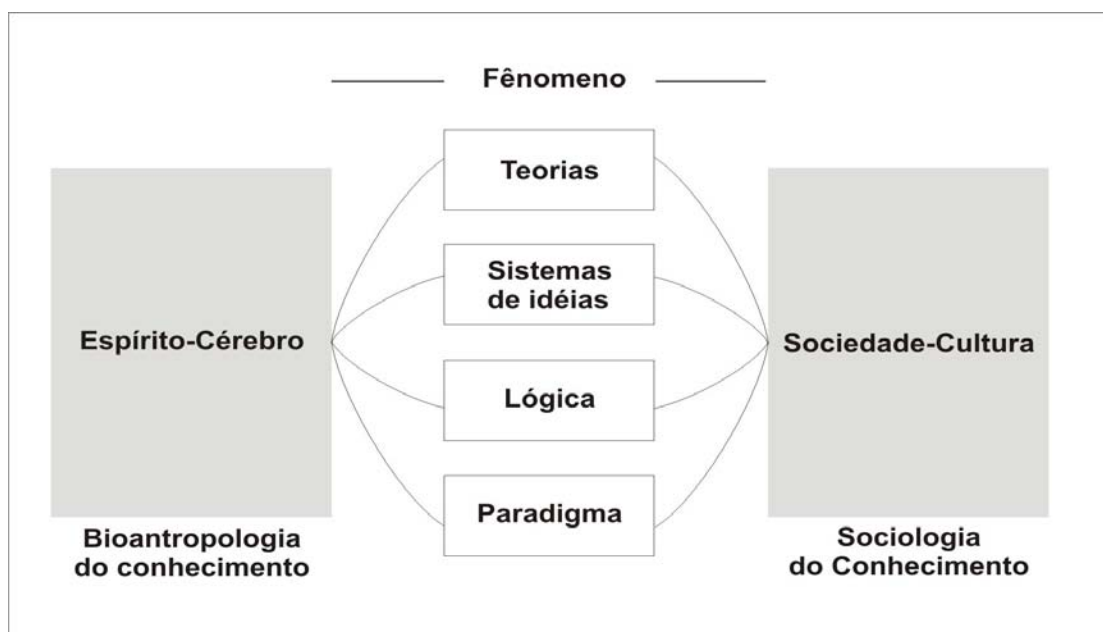 Fênomeno
Teorias
Sistemas
de idéias
Espírito-Cérebro
Sociedade-Cultura
Lógica
Paradigma
Bioantropologia
do conhecimento
Sociologia
do Conhecimento